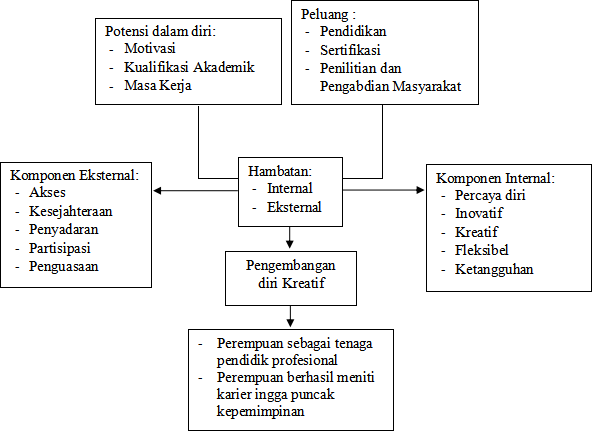 Potensi dalam diri:
- Motivasi
- Kualifikasi Akademik
- Masa Kerja
Peluang :
- Pendidikan
- Sertifikasi
- Penilitian dan
Pengabdian Masyarakat
Komponen Eksternal:
- Akses
- Kesejahteraan
- Penyadaran
- Partisipasi
- Penguasaan
Hambatan:
- Internal
- Eksternal
Komponen Internal:
- Percaya diri
- Inovatif
- Kreatif
- Fleksibel
- Ketangguhan
Pengembangan
diri Kreatif
- Perempuan sebagai tenaga
pendidik profesional
- Perempuan berhasil meniti
karier ingga puncak
kepemimpinan